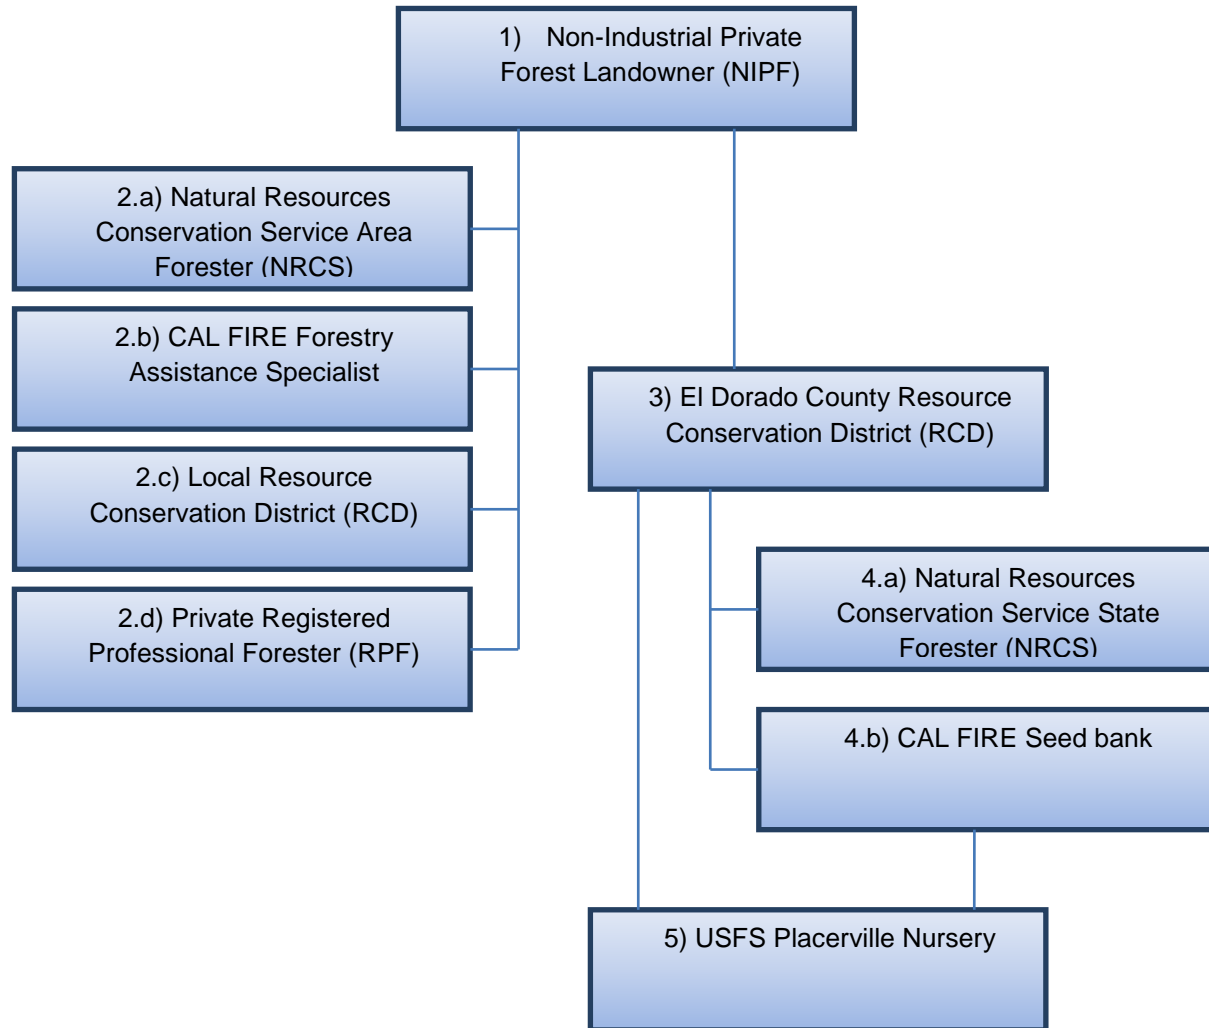 1) Non-Industrial Private
Forest Landowner (NIPF)
2.a) Natural Resources
Conservation Service Area
Forester (NRCS)
2.b) CAL FIRE Forestry
Assistance Specialist
2.c) Local Resource
Conservation District (RCD)
2.d) Private Registered
Professional Forester (RPF)
3) El Dorado County Resource
Conservation District (RCD)
4.a) Natural Resources
Conservation Service State
Forester (NRCS)
4.b) CAL FIRE Seed bank
5) USFS Placerville Nursery